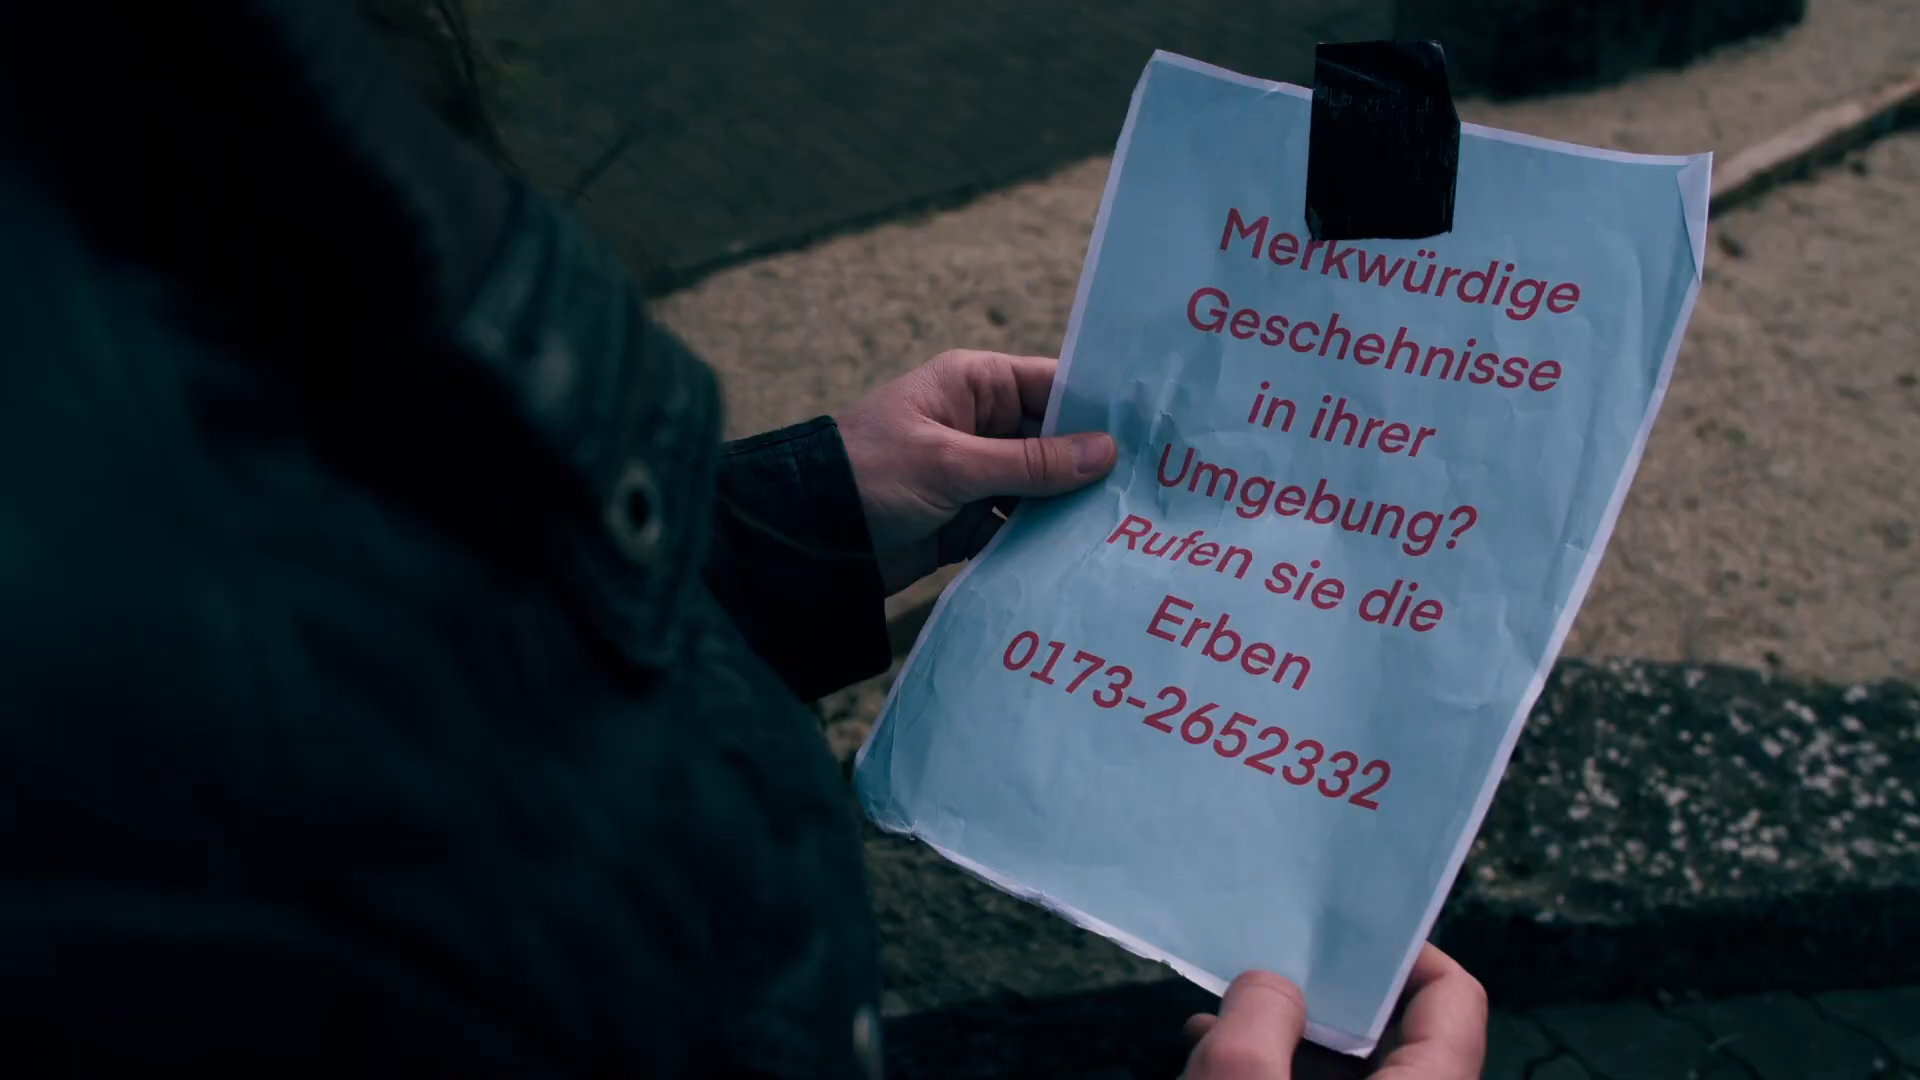 Merkwürdige
Geschehnisse
in ihrer
Umgebung?
Rufen sie die
Erben
0173-2652332